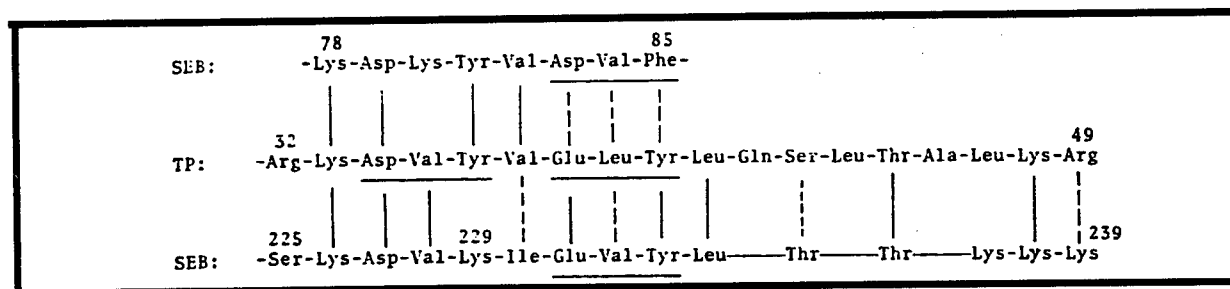 78 85
SEB: -Lys-Asp-Lys-Tyr-Val-Asp-Val-Phe-
32 49
TP: -Arg-Lys-Asp-Val-Tyr-Val-Glu-Leu-Tyr-Leu-Gln-Ser-Leu-Thr-Ala-Leu-Lys-Arg
225 229 239
SEB: -Ser-Lys-Asp-Val-Lys-Ile-Glu-Val-Tyr-Leu——Thr——Thr——Lys-Lys-Lys